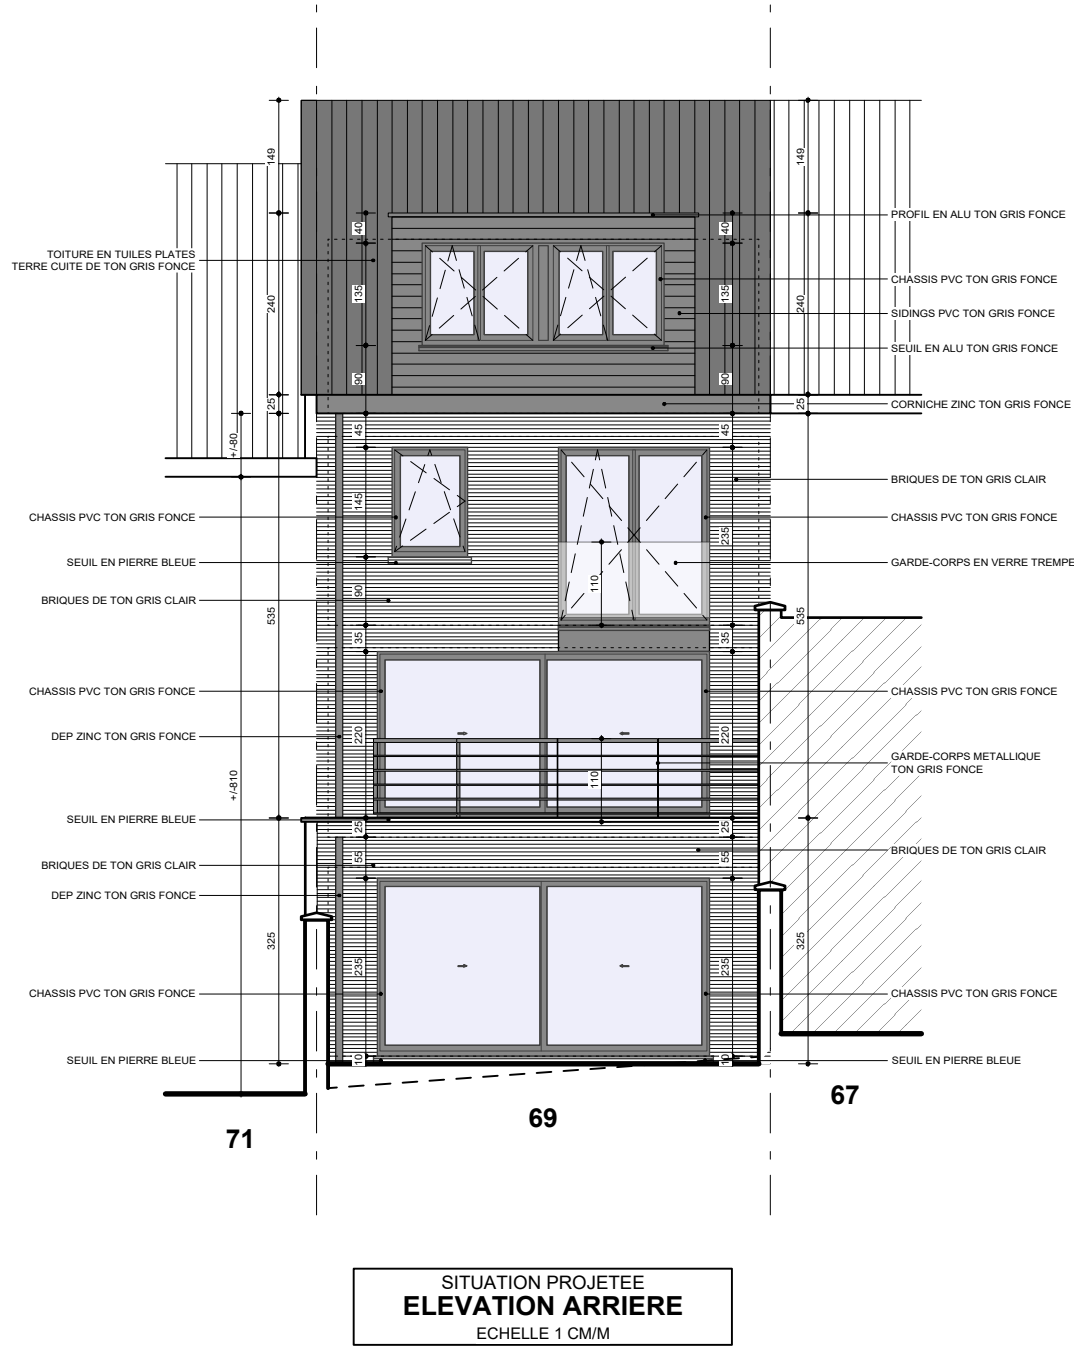 149
149
40
40
PROFIL EN ALU TON GRIS FONCE
TOITURE EN TUILES PLATES
TERRE CUITE DE TON GRIS FONCE
CHASSIS PVC TON GRIS FONCE
240
135
135
240
SIDINGS PVC TON GRIS FONCE
SEUIL EN ALU TON GRIS FONCE
90
90
25
25
CORNICHE ZINC TON GRIS FONCE
+/-80
45
45
BRIQUES DE TON GRIS CLAIR
145
CHASSIS PVC TON GRIS FONCE
CHASSIS PVC TON GRIS FONCE
235
SEUIL EN PIERRE BLEUE
GARDE-CORPS EN VERRE TREMPE
110
90
BRIQUES DE TON GRIS CLAIR
535
535
35
35
CHASSIS PVC TON GRIS FONCE
CHASSIS PVC TON GRIS FONCE
DEP ZINC TON GRIS FONCE
220
220
GARDE-CORPS METALLIQUE
TON GRIS FONCE
110
+/-810
SEUIL EN PIERRE BLEUE
25
25
BRIQUES DE TON GRIS CLAIR
55
55
BRIQUES DE TON GRIS CLAIR
DEP ZINC TON GRIS FONCE
325
325
235
235
CHASSIS PVC TON GRIS FONCE
CHASSIS PVC TON GRIS FONCE
SEUIL EN PIERRE BLEUE
10
10
SEUIL EN PIERRE BLEUE
71
69
67
SITUATION PROJETEE
ELEVATION ARRIERE
ECHELLE 1 CM/M